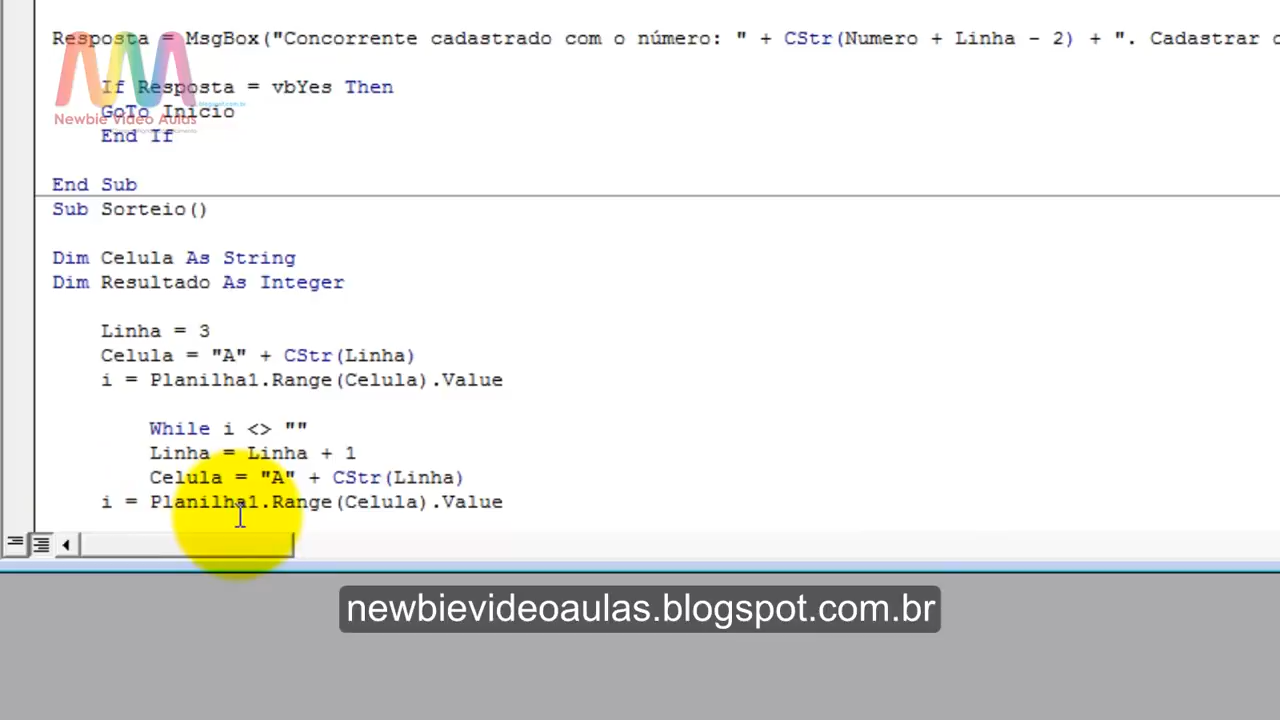 Resposta = MsgBox("Concorrente cadastrado com o número: " + CStr(Numero + Linha - 2) + ". Cadastrar
If Resposta = vbYes Then
GoTo Inicio
Newbie Video Aulas
End If
End Sub
Sub Sorteio()
Dim Celula As String
Dim Resultado As Integer
Linha = 3
Celula = "A" + CStr(Linha)
i = Planilha1.Range(Celula).Value
While i <> ""
Linha = Linha + 1
Celula = "A" + CStr(Linha)
i = Planilha1.Range(Celula).Value
newbievideoaulas.blogspot.com.br